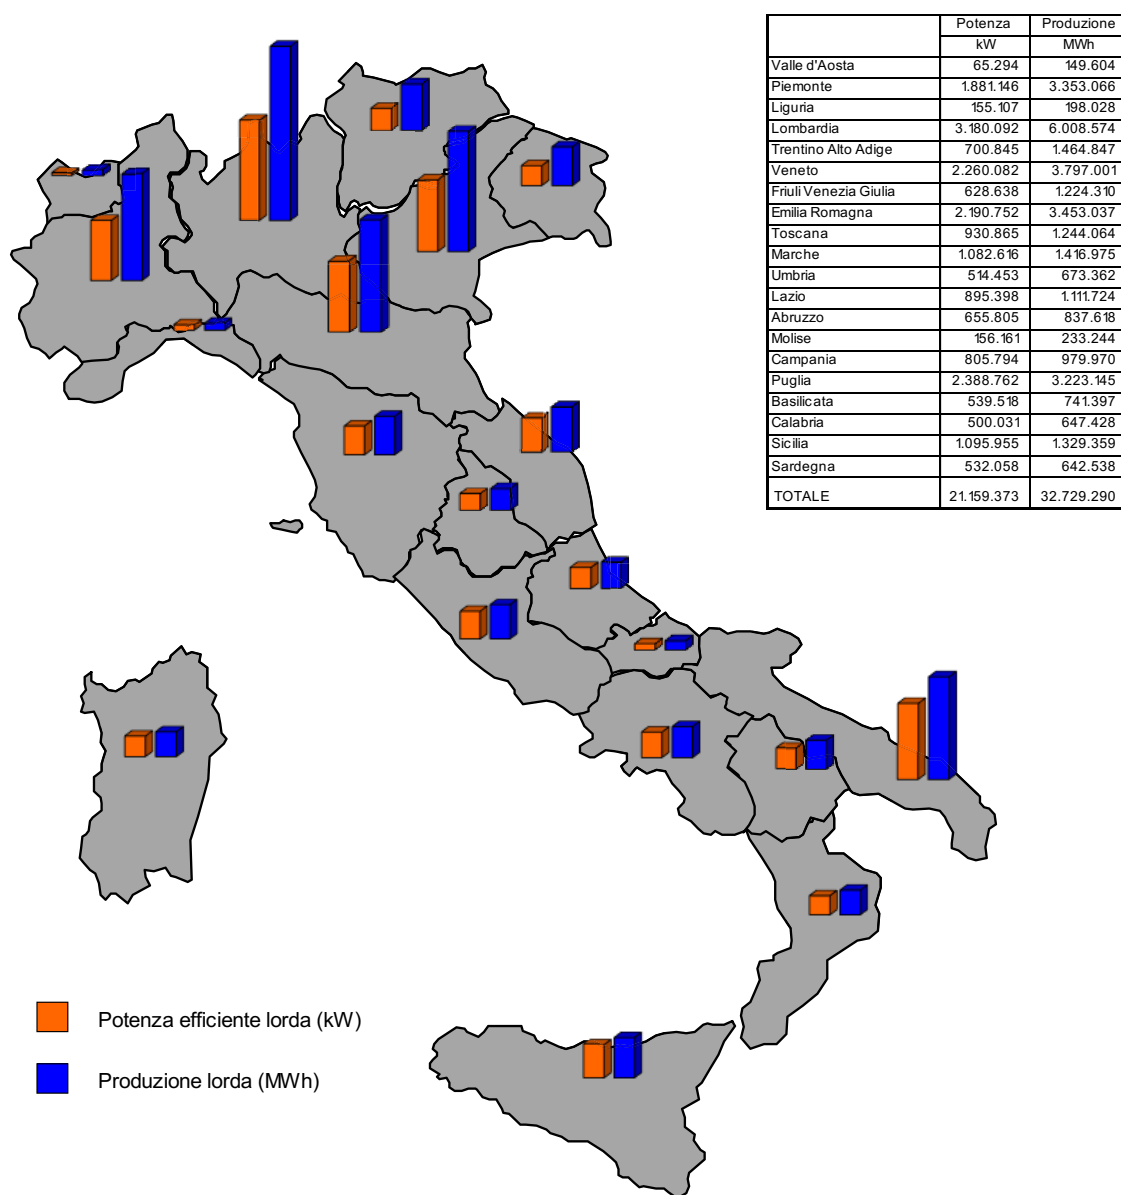 Potenza Produzione
kW MWh
Valle d'Aosta 65.294 149.604
Piemonte 1.881.146 3.353.066
Liguria 155.107 198.028
Lombardia 3.180.092 6.008.574
Trentino Alto Adige 700.845 1.464.847
Veneto 2.260.082 3.797.001
Friuli Venezia Giulia 628.638 1.224.310
Emilia Romagna 2.190.752 3.453.037
Toscana 930.865 1.244.064
Marche 1.082.616 1.416.975
Umbria 514.453 673.362
Lazio 895.398 1.111.724
Abruzzo 655.805 837.618
Molise 156.161 233.244
Campania 805.794 979.970
Puglia 2.388.762 3.223.145
Basilicata 539.518 741.397
Calabria 500.031 647.428
Sicilia 1.095.955 1.329.359
Sardegna 532.058 642.538
TOTALE 21.159.373 32.729.290
Potenza efficiente lorda (kW)
Produzione lorda (MWh)